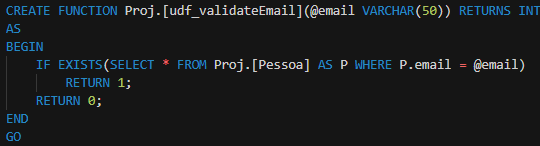 CREATE FUNCTION Proj.[udf_validateEmail](@email VARCHAR(50)) RETURNS INT
AS
BEGIN
    IF EXISTS(SELECT * FROM Proj.[Pessoa] AS P WHERE P.email = @email)
        RETURN 1;
    RETURN 0;
END
GO